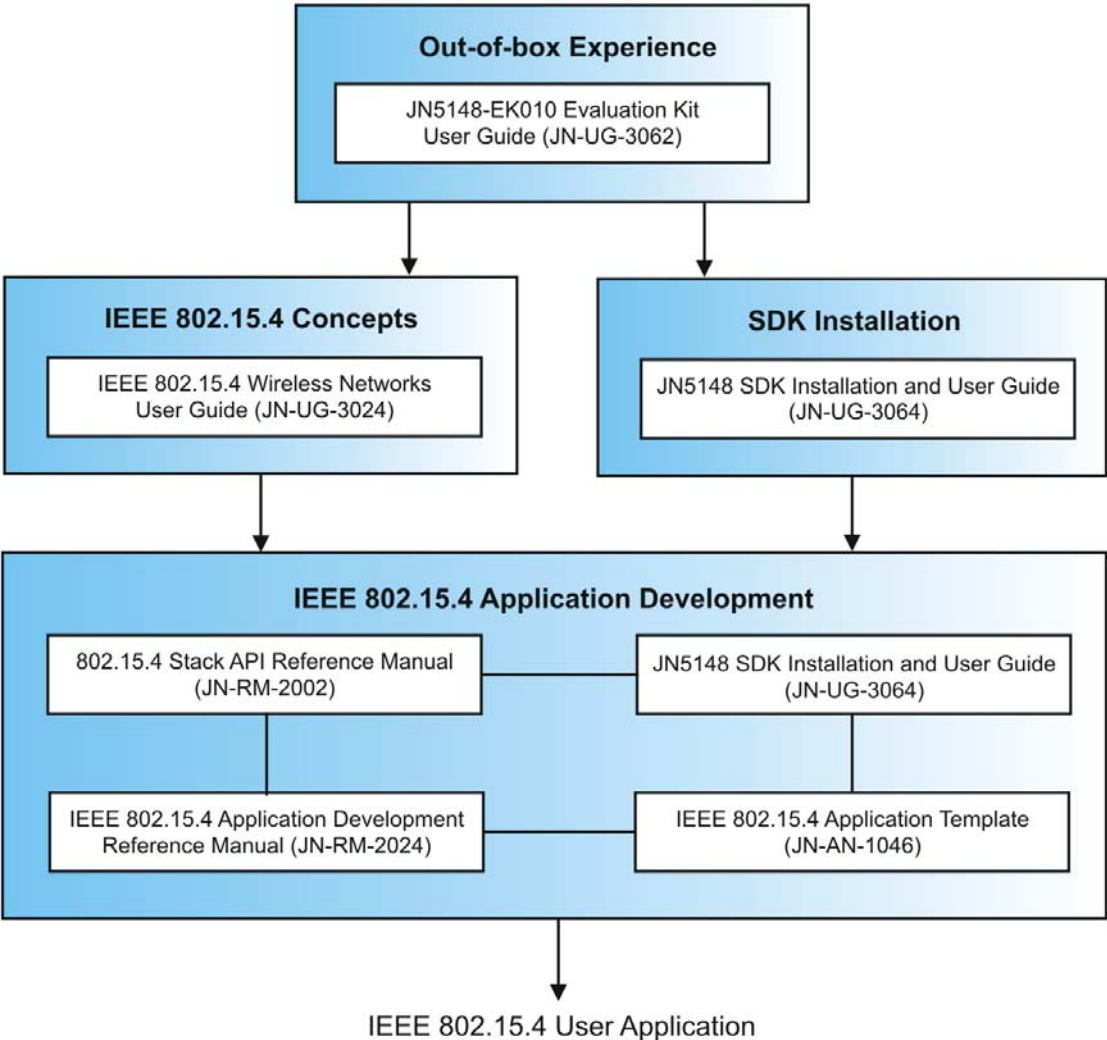 Out-of-box Experience
JN5148-EK010 Evaluation Kit
User Guide (JN-UG-3062)
IEEE 802.15.4 Concepts
IEEE 802.15.4 Wireless Networks
User Guide (JN-UG-3024)
SDK Installation
JN5148 SDK Installation and User Guide
(JN-UG-3064)
IEEE 802.15.4 Application Development
802.15.4 Stack API Reference Manual
(JN-RM-2002)
JN5148 SDK Installation and User Guide
(JN-UG-3064)
IEEE 802.15.4 Application Development
Reference Manual (JN-RM-2024)
IEEE 802.15.4 Application Template
(JN-AN-1046)
IEEE 802.15.4 User Application